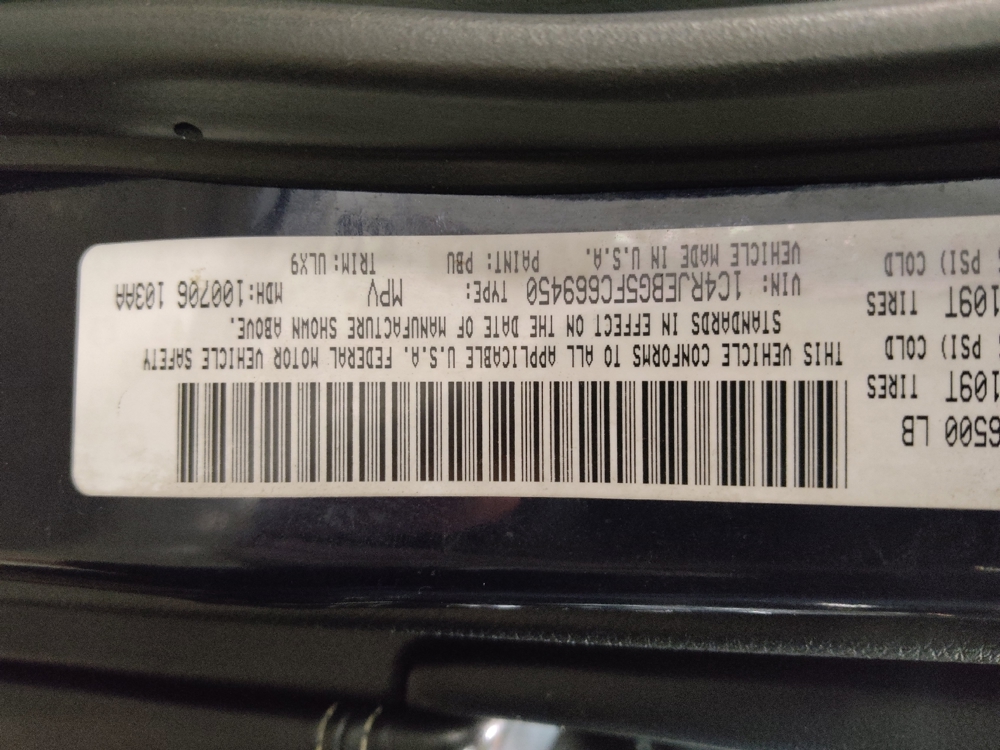 6500 LB
109T TIRES
PSI) COLD
109T TIRES
PSI) COLD
THIS VEHICLE CONFORMS TO ALL APPLICABLE U.S.A. FEDERAL MOTOR VEHICLE SAFETY
STANDARDS IN EFFECT ON THE DATE OF MANUFACTURE SHOWN ABOVE.
VIN: 1C4RJEBG5FC669450 TYPE: MPV MDH:100706 103AA
VEHICLE MADE IN U.S.A. PAINT: PBU TRIM: ULX9